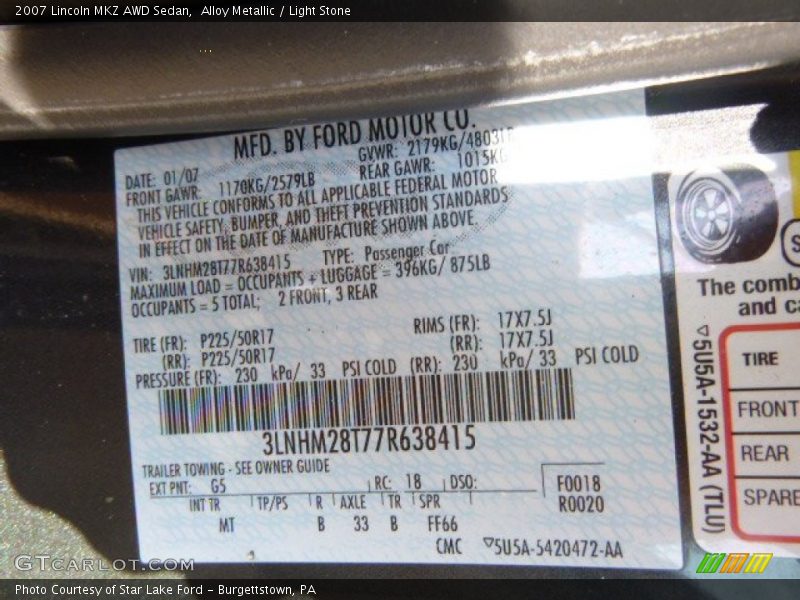 2007 Lincoln MKZ AWD Sedan, Alloy Metallic / Light Stone
MFD. BY FORD MOTOR CO.
DATE: 01/07 GVWR: 2179KG/4803LB
FRONT GAWR: 1170KG/2579LB REAR GAWR: 1015KG
THIS VEHICLE CONFORMS TO ALL APPLICABLE FEDERAL MOTOR
VEHICLE SAFETY, BUMPER, AND THEFT PREVENTION STANDARDS
IN EFFECT ON THE DATE OF MANUFACTURE SHOWN ABOVE.
VIN: 3LNHM28T77R638415 TYPE: Passenger Car
MAXIMUM LOAD = OCCUPANTS + LUGGAGE = 396KG/ 875LB
OCCUPANTS = 5 TOTAL; 2 FRONT, 3 REAR
TIRE (FR): P225/50R17 RIMS (FR): 17X7.5J
(RR): P225/50R17 (RR): 17X7.5J
PRESSURE (FR): 230 kPa/ 33 PSI COLD (RR): 230 kPa/ 33 PSI COLD
3LNHM28T77R638415
TRAILER TOWING - SEE OWNER GUIDE
EXT PNT: G5 RC: 18 DSO: F0018
INT TR TP/PS R AXLE TR SPR R0020
MT B 33 B FF66
CMC ▽5U5A-5420472-AA
The comb
and ca
▽5U5A-1532-AA (TLU)
TIRE
FRONT
REAR
SPARE
GTCARLOT.COM
Photo Courtesy of Star Lake Ford - Burgettstown, PA